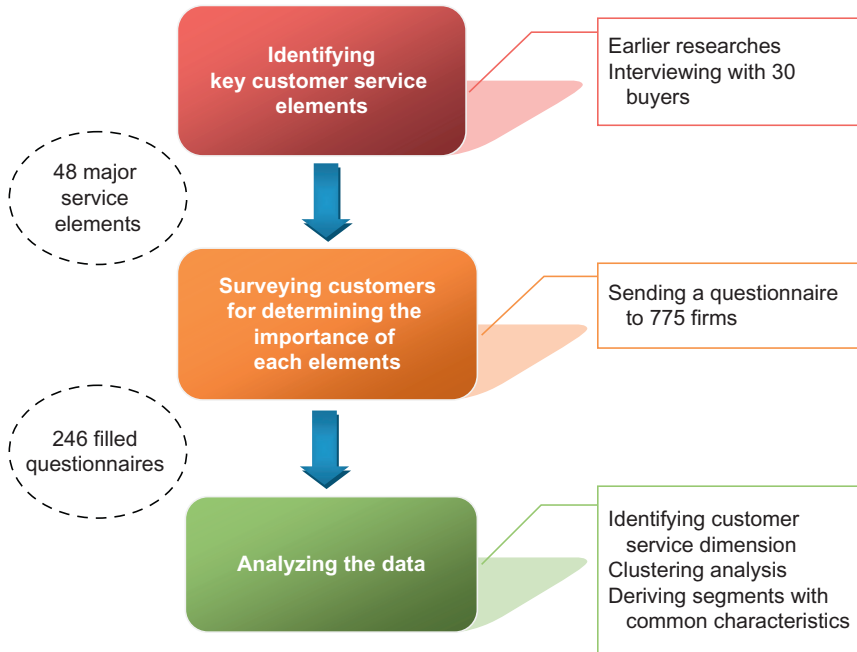 Identifying
key customer service
elements
Earlier researches
Interviewing with 30
buyers
48 major
service
elements
Surveying customers
for determining the
importance of
each elements
Sending a questionnaire
to 775 firms
246 filled
questionnaires
Analyzing the data
Identifying customer
service dimension
Clustering analysis
Deriving segments with
common characteristics